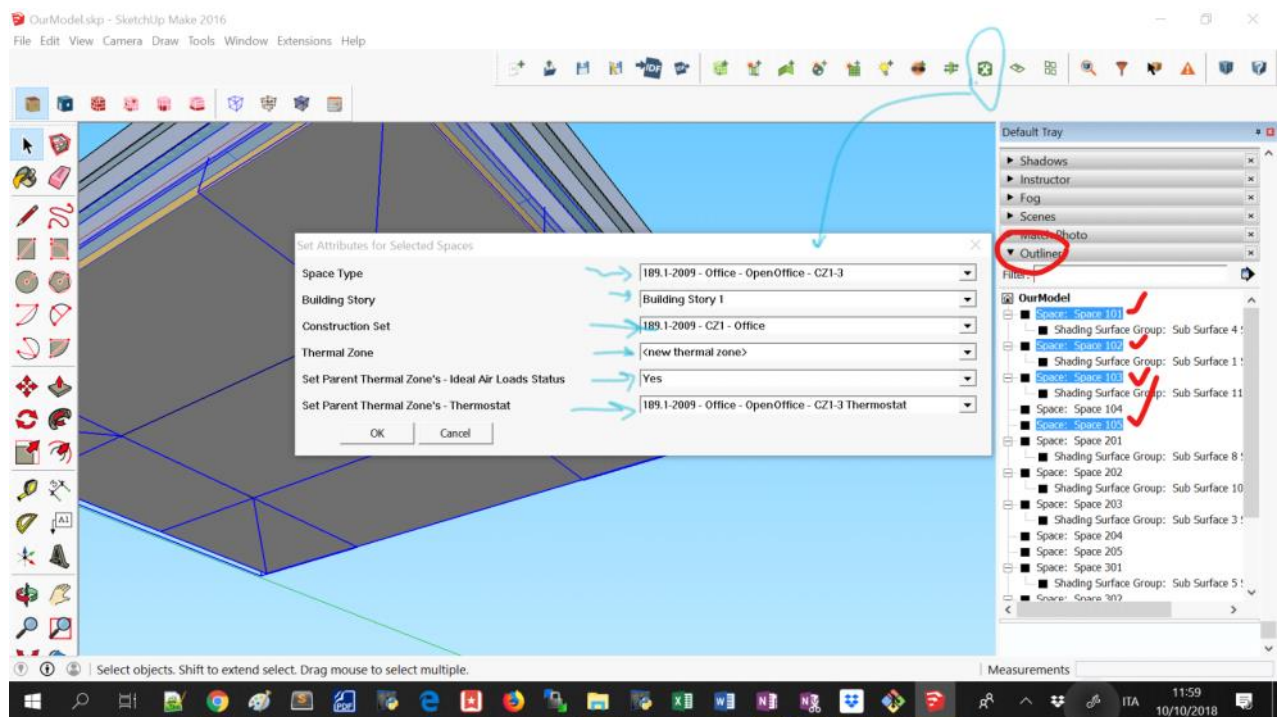 OurModel.skp - SketchUp Make 2016
File Edit View Camera Draw Tools Window Extensions Help
IDF
Default Tray
Shadows
Instructor
Fog
Scenes
Match Photo
Outliner
Filter:
OurModel
Space: Space 101
Shading Surface Group: Sub Surface 4
Space: Space 102
Shading Surface Group: Sub Surface 1
Space: Space 103
Shading Surface Group: Sub Surface 11
Space: Space 104
Space: Space 105
Space: Space 201
Shading Surface Group: Sub Surface 8
Space: Space 202
Shading Surface Group: Sub Surface 10
Space: Space 203
Shading Surface Group: Sub Surface 3
Space: Space 204
Space: Space 205
Space: Space 301
Shading Surface Group: Sub Surface 5
Space: Space 302
Set Attributes for Selected Spaces
Space Type 189.1-2009 - Office - OpenOffice - CZ1-3
Building Story Building Story 1
Construction Set 189.1-2009 - CZ1 - Office
Thermal Zone <new thermal zone>
Set Parent Thermal Zone's - Ideal Air Loads Status Yes
Set Parent Thermal Zone's - Thermostat 189.1-2009 - Office - OpenOffice - CZ1-3 Thermostat
OK Cancel
A1
Select objects. Shift to extend select. Drag mouse to select multiple.
Measurements
ITA
11:59
10/10/2018